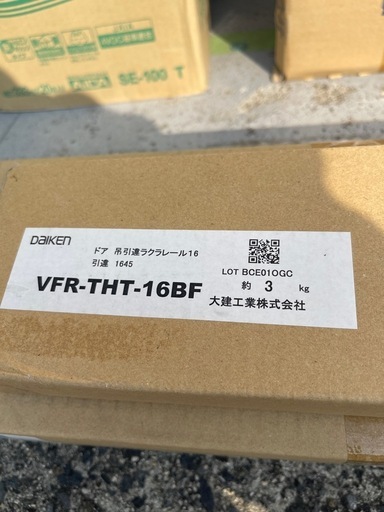 SE-100 T
DAIKEN
ドア 吊引違ラクラレール16
引違 1645
LOT BCE01OGC
VFR-THT-16BF
約 3 kg
大建工業株式会社